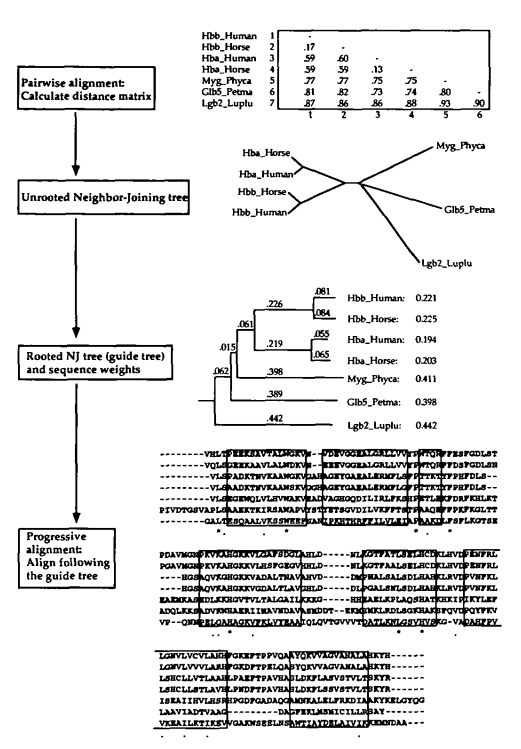 Pairwise alignment:
Calculate distance matrix
Hbb_Human 1 -
Hbb_Horse 2 .17 -
Hba_Human 3 .59 .60 -
Hba_Horse 4 .59 .59 .13 -
Myg_Phyca 5 .77 .77 .75 .75 -
Glb5_Petma 6 .81 .82 .73 .74 .80 -
Lgb2_Luplu 7 .87 .86 .86 .88 .93 .90
1 2 3 4 5 6
Unrooted Neighbor-Joining tree
Hba_Horse
Hba_Human
Hbb_Horse
Hbb_Human
Myg_Phyca
Glb5_Petma
Lgb2_Luplu
Rooted NJ tree (guide tree)
and sequence weights
.081
.226
.084
.061
.055
.219
.015
.065
.062
.398
.389
.442
Hbb_Human: 0.221
Hbb_Horse: 0.225
Hba_Human: 0.194
Hba_Horse: 0.203
Myg_Phyca: 0.411
Glb5_Petma: 0.398
Lgb2_Luplu: 0.442
Progressive
alignment:
Align following
the guide tree
--------VHLTPEEKSAVTALWGKVN--VDEVGGEALGRLLVVYPWTQRFFESFGDLST
--------VQLSGEEKAAVLALWDKVN--EEEVGGEALGRLLVVYPWTQRFFDSFGDLSN
---------VLSPADKTNVKAAWGKVGAHAGEYGAEALERMFLSFPTTKTYFPHFDLS--
---------VLSAADKTNVKAAWSKVGGHAGEYGAEALERMFLGFPTTKTYFPHFDLS--
---------VLSEGEWQLVLHVWAKVEADVAGHGQDILIRLFKSHPETLEKFDRFKHLKT
PIVDTGSVAPLSAAEKTKIRSAWAPVYSTYETSGVDILVKFFTSTPAAQEFFPKFKGLTT
--------GALTESQAALVKSSWEEFNANIPKHTHRFFILVLEIAPAAKDLFSFLKGTSE
PDAVMGNPKVKAHGKKVLGAFSDGLAHLD-----NLKGTFATLSELHCDKLHVDPENFRL
PGAVMGNPKVKAHGKKVLHSFGEGVHHLD-----NLKGTFAALSELHCDKLHVDPENFRL
----HGSAQVKGHGKKVADALTNAVAHVD-----DMPNALSALSDLHAHKLRVDPVNFKL
----HGSAQVKAHGKKVGDALTLAVGHLD-----DLPGALSNLSDLHAHKLRVDPVNFKL
EAEMKASEDLKKHGVTVLTALGAILKKKG-----HHEAELKPLAQSHATKHKIPIKYLEF
ADQLKKSADVRWHAERIINAVNDAVASMDDT--EKMSMKLRDLSGKHAKSFQVDPQYFKV
VP--QNNPELQAHAGKVFKLVYEAAIQLQVTGVVVTDATLKNLGSVHVSKG-VADAHFPV
LGNVLVCVLAHHFGKEFTPPVQAAYQKVVAGVANALAHKYH------
LGNVLVVVLARHFGKDFTPELQASYQKVVAGVANALAHKYH------
LSHCLLVTLAAHLPAEFTPAVHASLDKFLASVSTVLTSKYR------
LSHCLLSTLAVHLPNDFTPAVHASLDKFLSSVSTVLTSKYR------
ISEAIIHVLHSRHPGDFGADAQGAMNKALELFRKDIAAKYKELGYQG
LAAVIADTVAAG---------DAGFEKLMSMICILLRSAY-------
VKEAILKTIKEVVGAKWSEELNSAWTIAYDELAIVIKKEMNDAA---